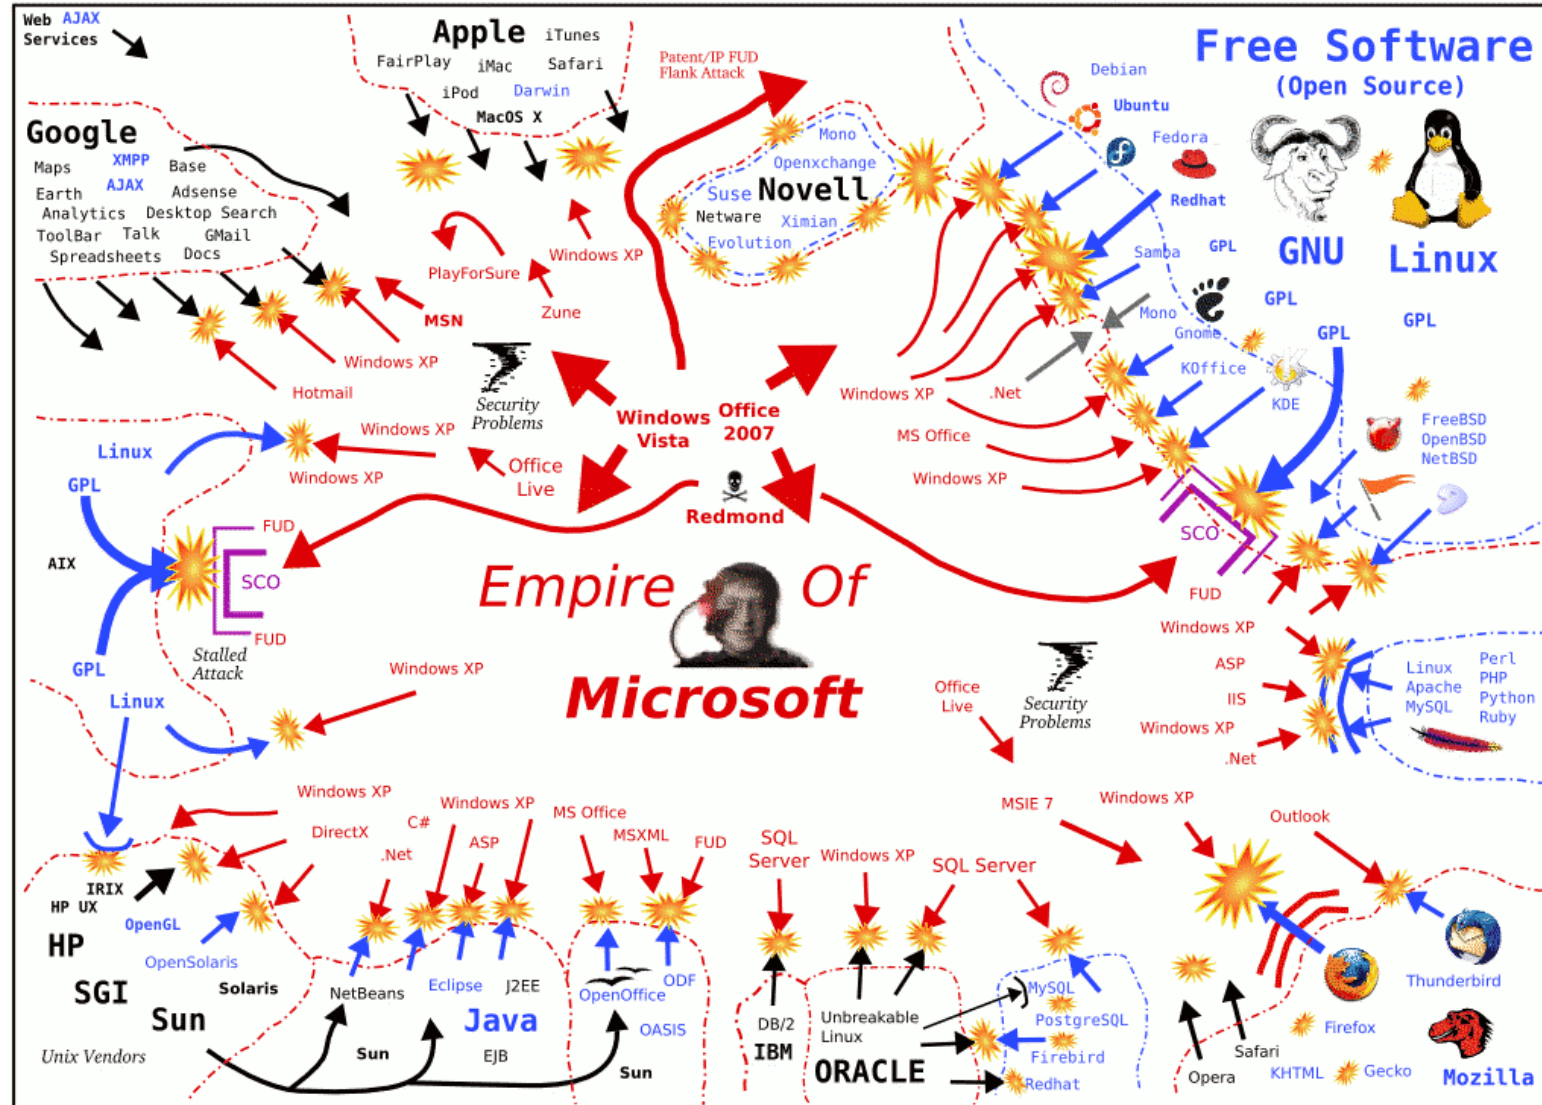 Web AJAX
Services
Apple
iTunes
FairPlay
iMac
Safari
iPod
Darwin
MacOS X
Patent/IP FUD
Flank Attack
Free Software
(Open Source)
Debian
Ubuntu
Fedora
Redhat
GNU
Linux
Google
Maps
XMPP
Base
Earth
AJAX
Adsense
Analytics
Desktop Search
ToolBar
Talk
GMail
Spreadsheets
Docs
Mono
Openxchange
Suse
Novell
Netware
Ximian
Evolution
Samba
GPL
GPL
GPL
GPL
Mono
Gnome
KOffice
KDE
PlayForSure
Windows XP
Zune
MSN
Windows XP
Hotmail
Security
Problems
Windows
Vista
Office
2007
Windows XP
.Net
MS Office
Windows XP
FreeBSD
OpenBSD
NetBSD
Linux
GPL
Windows XP
Windows XP
Office
Live
Redmond
AIX
FUD
SCO
FUD
Stalled
Attack
GPL
Linux
Windows XP
Empire Of
Microsoft
SCO
FUD
Windows XP
ASP
IIS
Windows XP
.Net
Linux
Apache
MySQL
Perl
PHP
Python
Ruby
Office
Live
Security
Problems
Windows XP
DirectX
C#
.Net
Windows XP
ASP
MS Office
MSXML
FUD
SQL
Server
Windows XP
SQL Server
MSIE 7
Windows XP
Outlook
IRIX
HP UX
OpenGL
HP
OpenSolaris
SGI
Solaris
Sun
Unix Vendors
NetBeans
Eclipse
J2EE
Java
Sun
EJB
OpenOffice
ODF
OASIS
Sun
DB/2
IBM
Unbreakable
Linux
ORACLE
MySQL
PostgreSQL
Firebird
Redhat
Thunderbird
Firefox
Safari
Opera
KHTML
Gecko
Mozilla